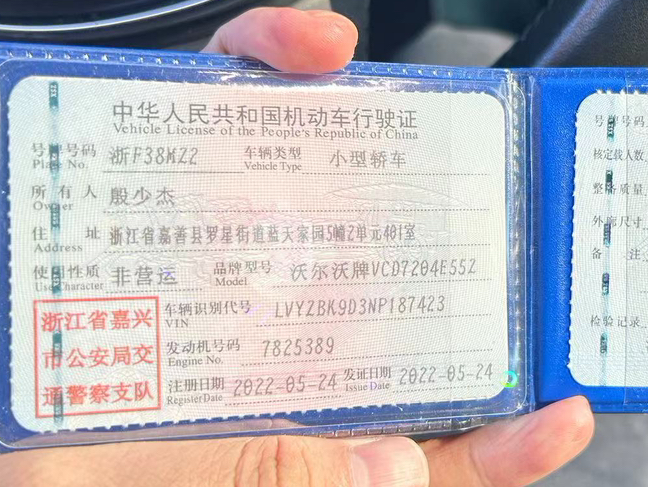 中华人民共和国机动车行驶证
Vehicle License of the People's Republic of China
号牌号码 浙F38MZ2 车辆类型 小型轿车
Plate No. Vehicle Type
所有人 殷少杰
Owner
住址 浙江省嘉善县罗星街道蓝天家园5幢2单元401室
Address
使用性质 非营运 品牌型号 沃尔沃牌VCD7204E55Z
Use Character Model
浙江省嘉兴
市公安局交
通警察支队
车辆识别代号 LVYZBK9D3NP187423
VIN
发动机号码 7825389
Engine No.
注册日期 2022-05-24 发证日期 2022-05-24
Register Date Issue Date
号牌号码
核定载人数
整备质量
外廓尺寸
备注
检验记录